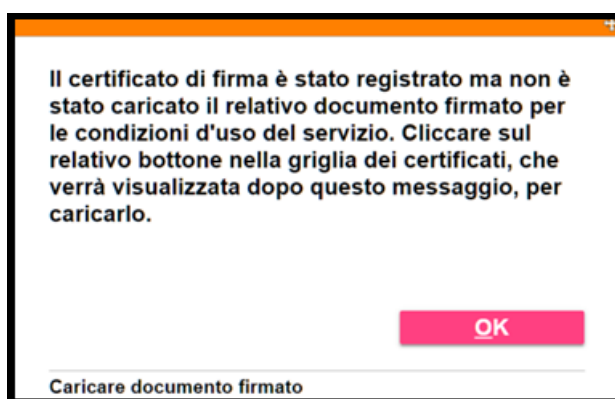 Il certificato di firma è stato registrato ma non è
stato caricato il relativo documento firmato per
le condizioni d'uso del servizio. Cliccare sul
relativo bottone nella griglia dei certificati, che
verrà visualizzata dopo questo messaggio, per
caricarlo.
OK
Caricare documento firmato